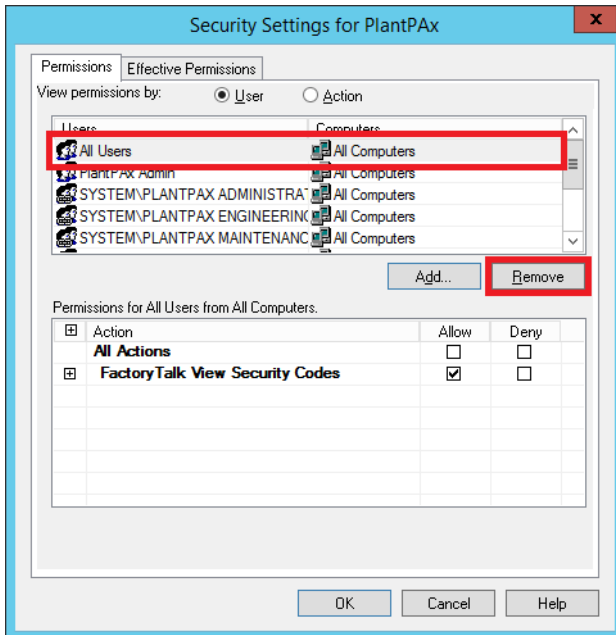 Security Settings for PlantPAx
x
Permissions Effective Permissions
View permissions by: User Action
Users Computers
All Users All Computers
PlantPAx Admin All Computers
SYSTEM\PLANTPAX ADMINISTRAT All Computers
SYSTEM\PLANTPAX ENGINEERING All Computers
SYSTEM\PLANTPAX MAINTENANC All Computers
Add... Remove
Permissions for All Users from All Computers.
Action Allow Deny
All Actions
FactoryTalk View Security Codes
OK Cancel Help